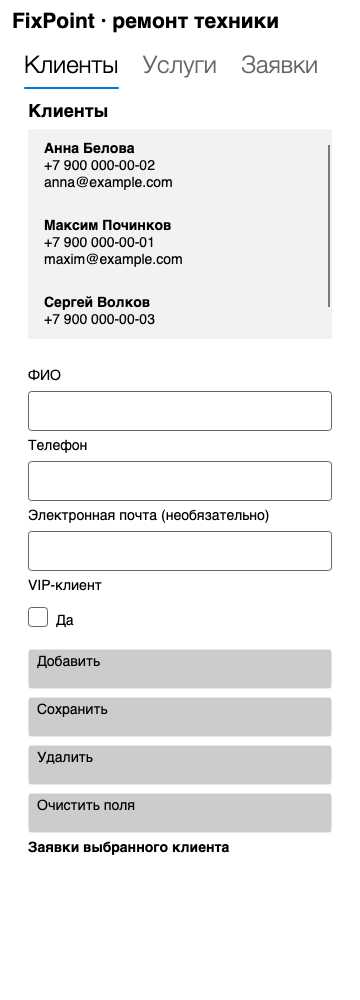 FixPoint · ремонт техники
Клиенты Услуги Заявки
Клиенты
Анна Белова
+7 900 000-00-02
anna@example.com
Максим Починков
+7 900 000-00-01
maxim@example.com
Сергей Волков
+7 900 000-00-03
ФИО
Телефон
Электронная почта (необязательно)
VIP-клиент
Да
Добавить
Сохранить
Удалить
Очистить поля
Заявки выбранного клиента